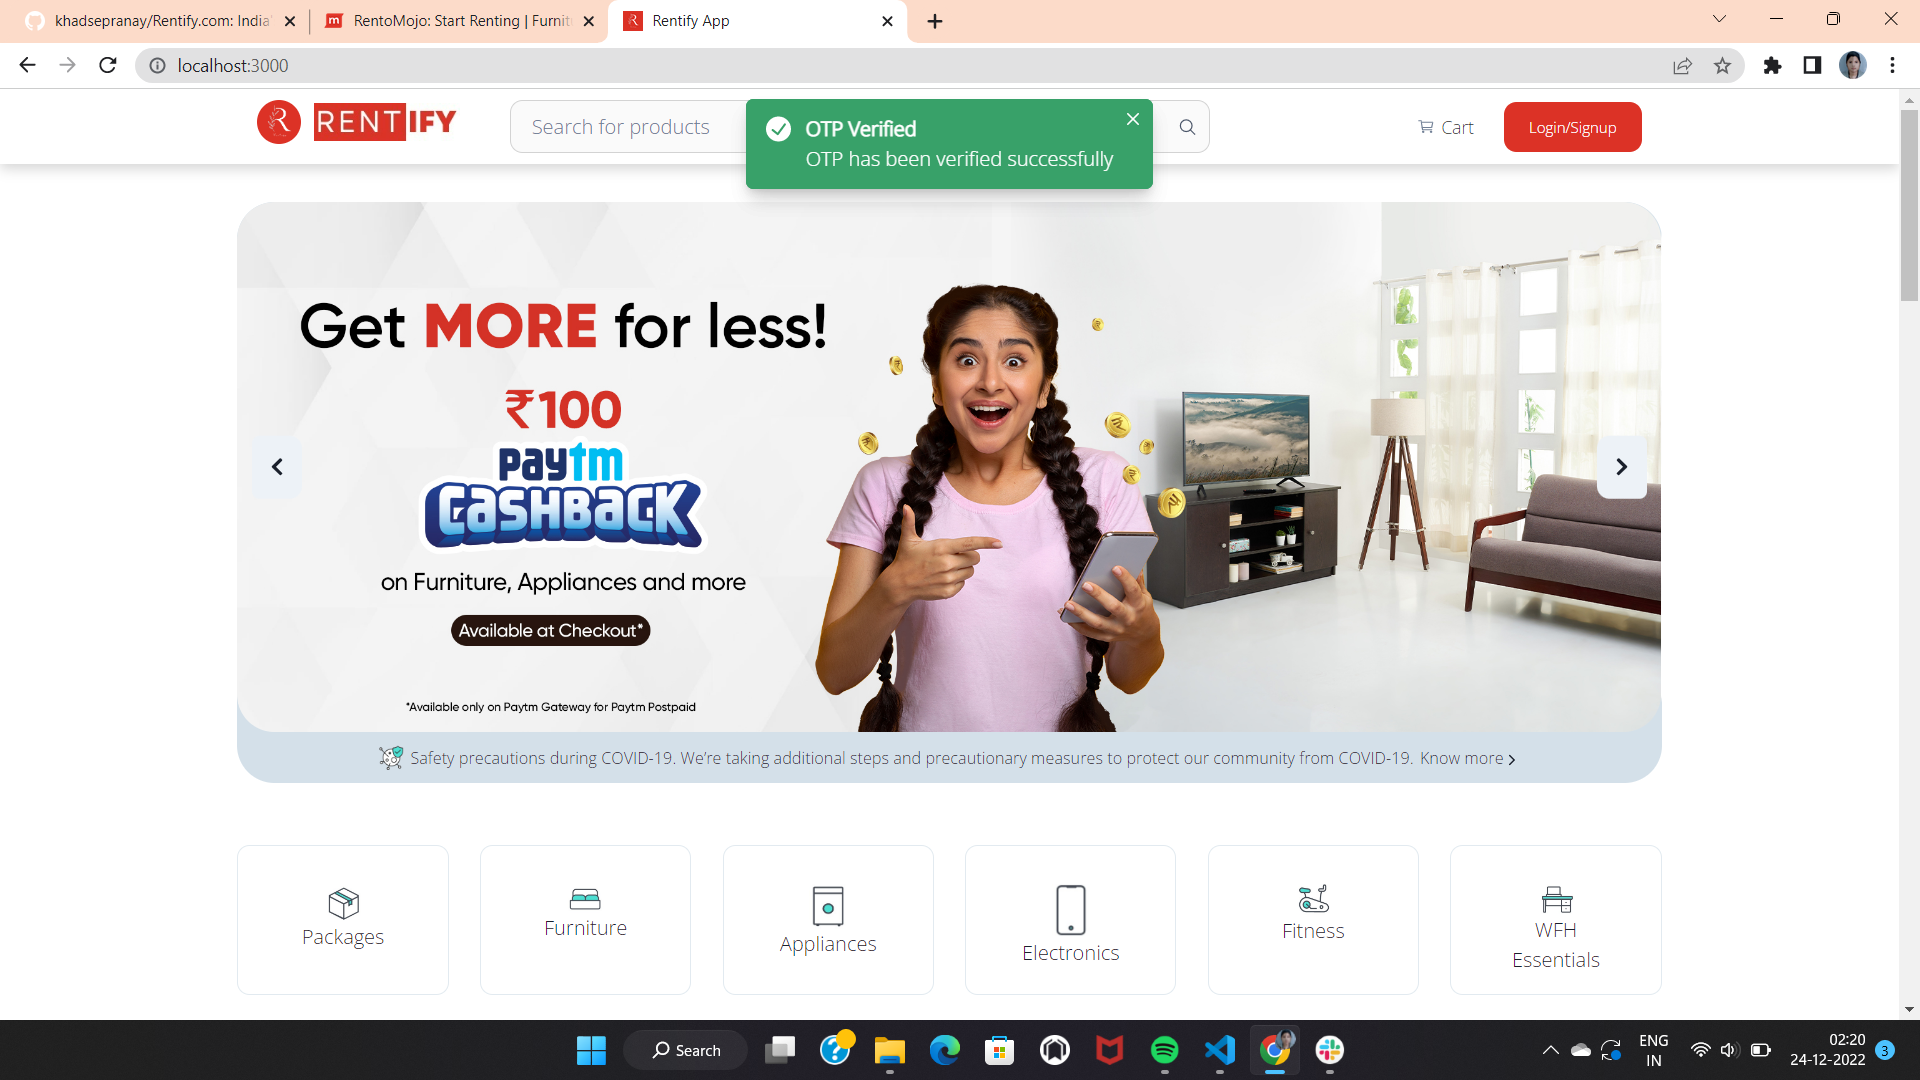 khadsepranay/Rentify.com: India'
RentoMojo: Start Renting | Furnit
Rentify App
localhost:3000
RENTIFY
Search for products
OTP Verified
OTP has been verified successfully
Cart
Login/Signup
Get MORE for less!
₹100
paytm
CASHBACK
on Furniture, Appliances and more
Available at Checkout*
*Available only on Paytm Gateway for Paytm Postpaid
Safety precautions during COVID-19. We’re taking additional steps and precautionary measures to protect our community from COVID-19. Know more
Packages
Furniture
Appliances
Electronics
Fitness
WFH
Essentials
Search
ENG
IN
02:20
24-12-2022
3